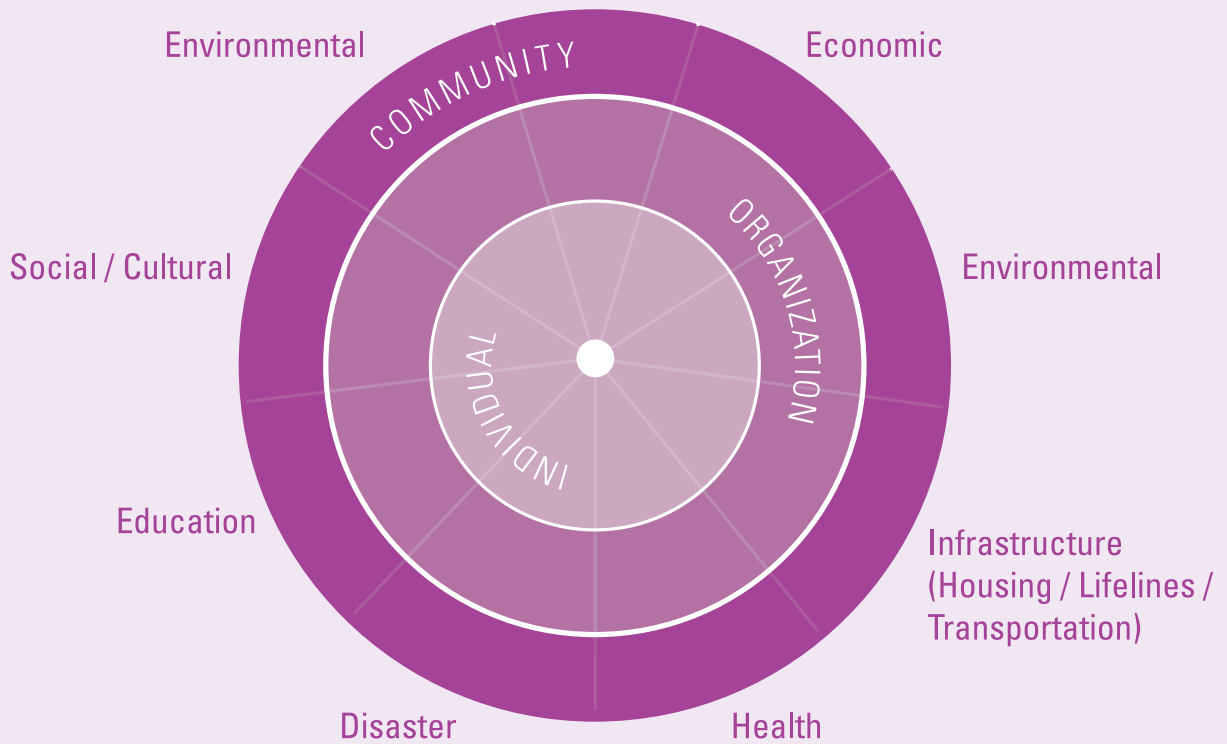 Environmental
Economic
COMMUNITY
ORGANIZATION
Social / Cultural
Environmental
INDIVIDUAL
Education
Infrastructure
(Housing / Lifelines /
Transportation)
Disaster
Health